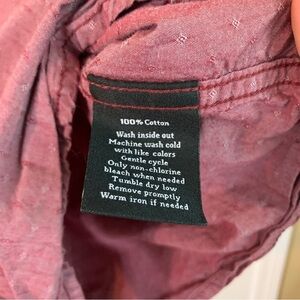 100% Cotton
Wash inside out
Machine wash cold
with like colors
Gentle cycle
Only non-chlorine
bleach when needed
Tumble dry low
Remove promptly
Warm iron if needed